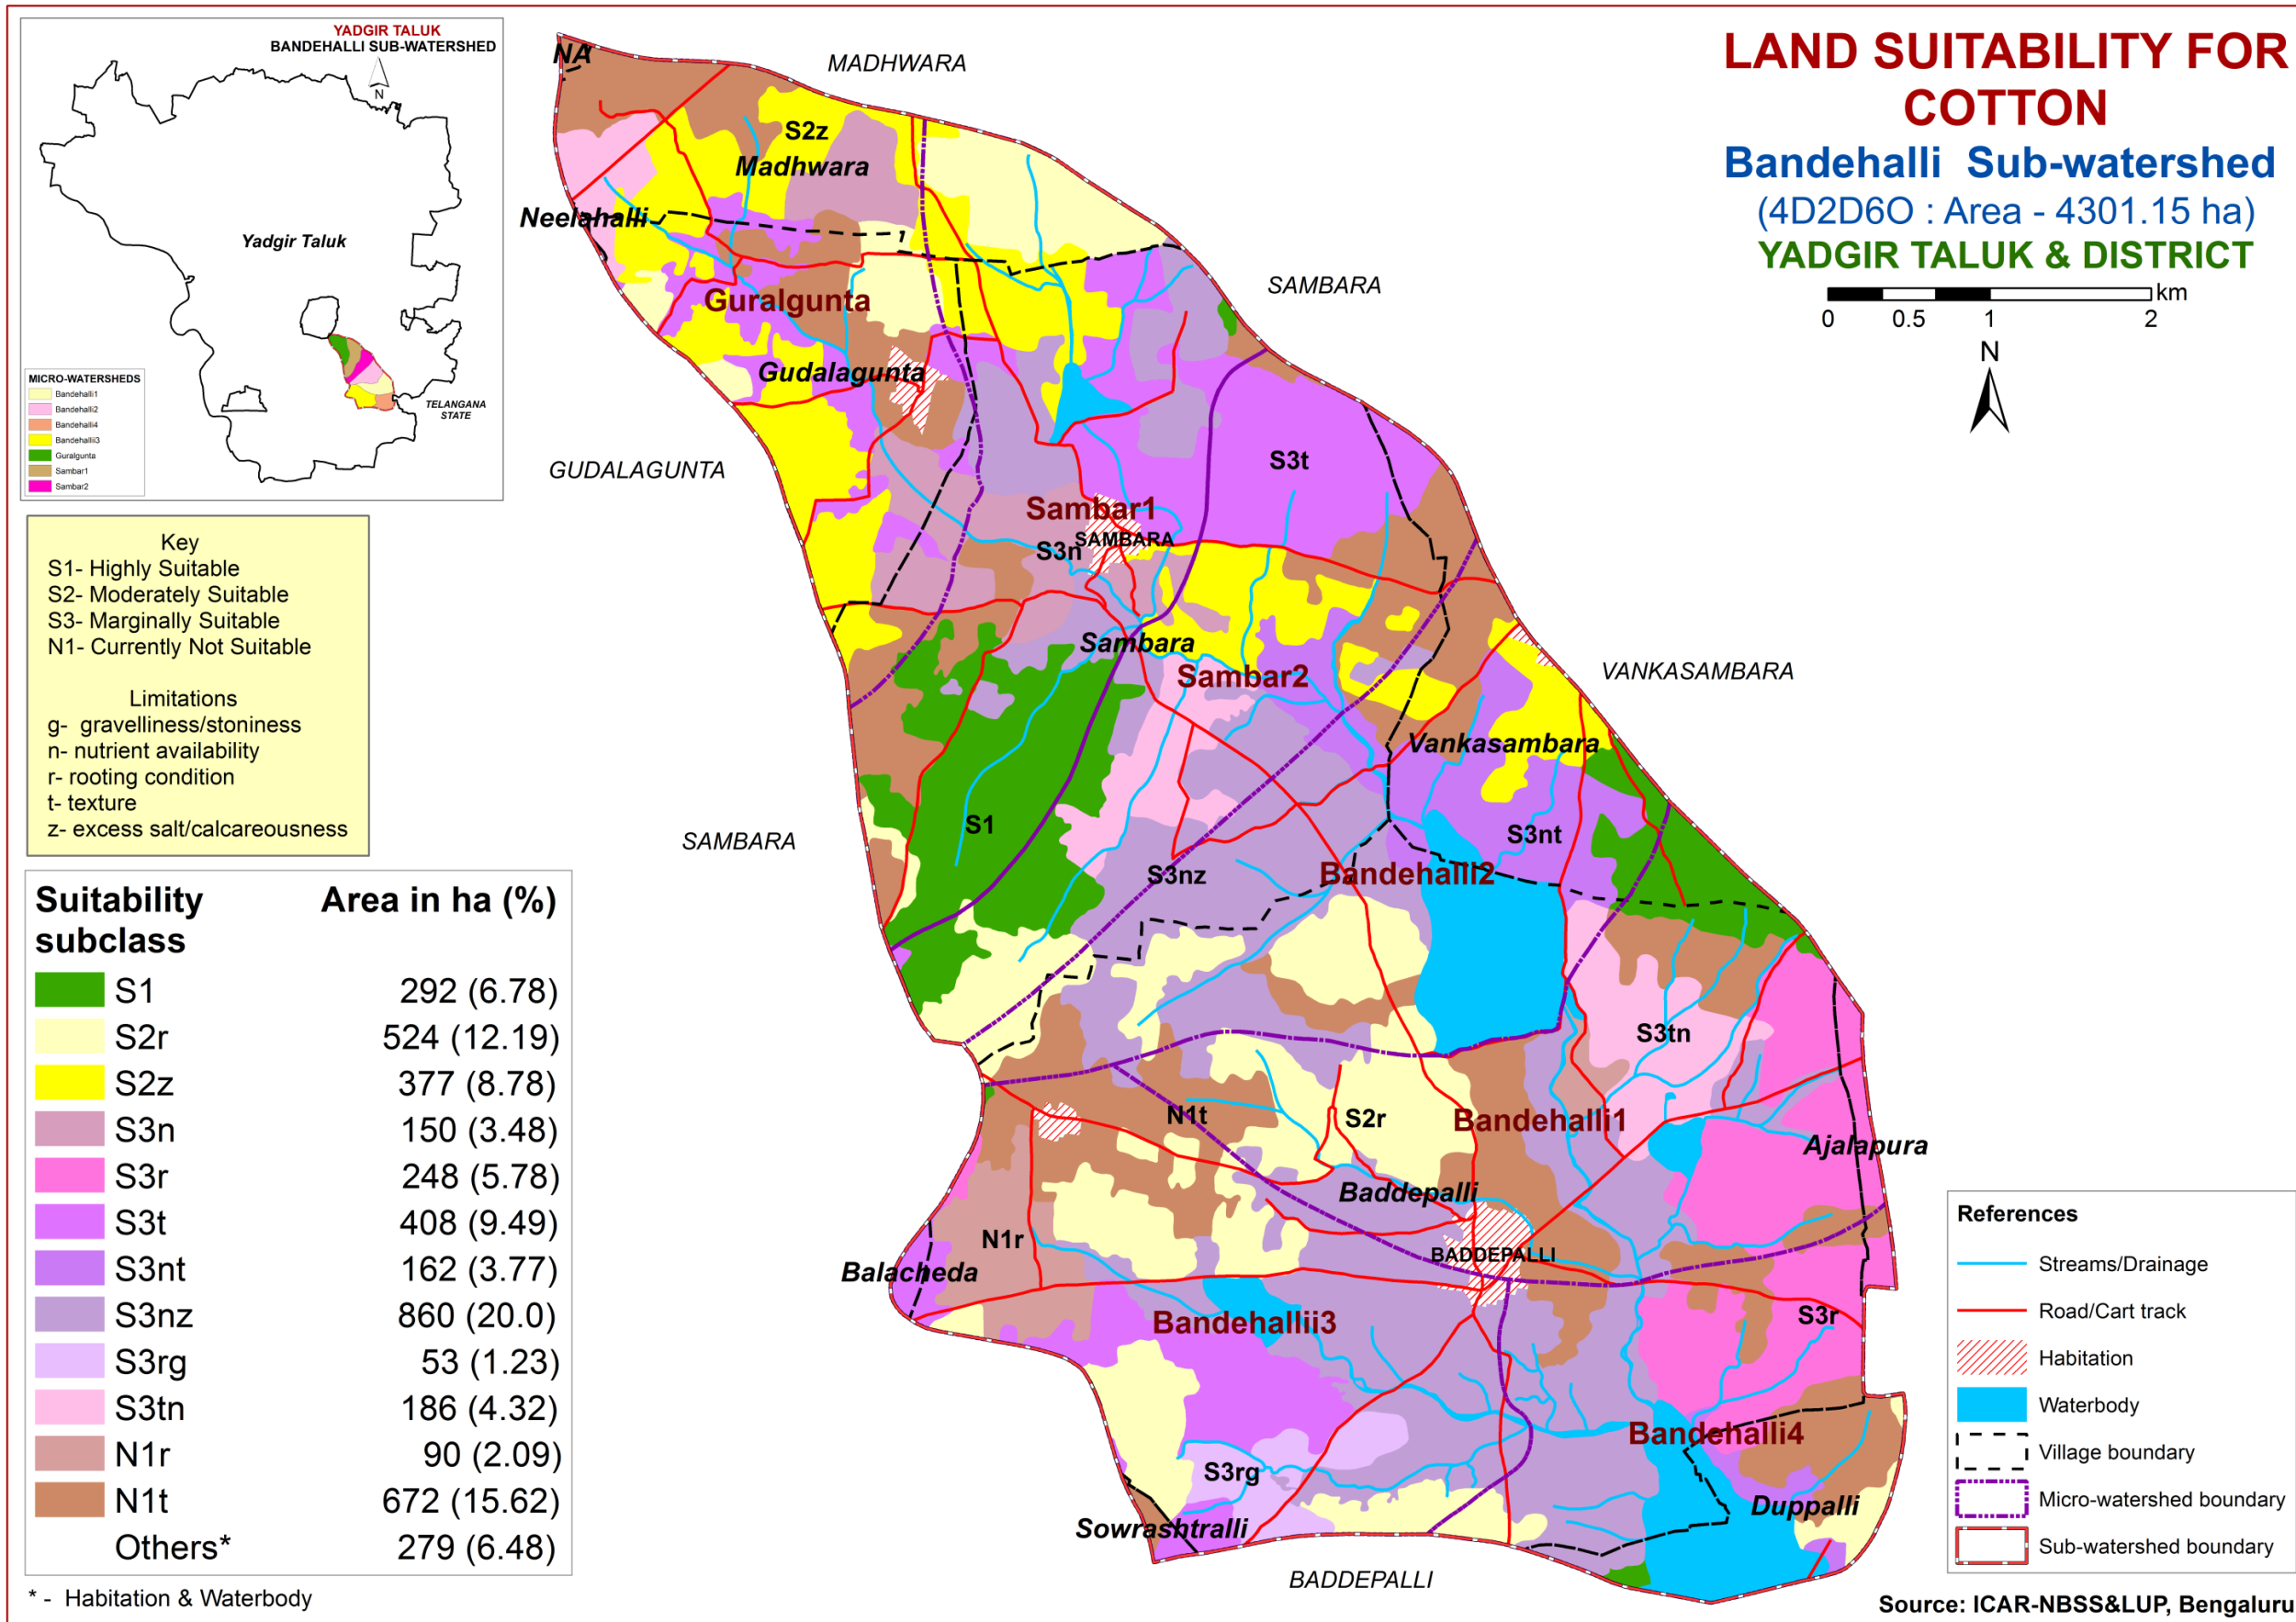 YADGIR TALUK
BANDEHALLI SUB-WATERSHED
N
Yadgir Taluk
TELANGANA
STATE
MICRO-WATERSHEDS
Bandehalli1
Bandehalli2
Bandehalli4
Bandehallii3
Guralgunta
Sambar1
Sambar2
LAND SUITABILITY FOR
COTTON
Bandehalli Sub-watershed
(4D2D6O : Area - 4301.15 ha)
YADGIR TALUK & DISTRICT
km
0 0.5 1 2
N
Key
S1- Highly Suitable
S2- Moderately Suitable
S3- Marginally Suitable
N1- Currently Not Suitable
Limitations
g- gravelliness/stoniness
n- nutrient availability
r- rooting condition
t- texture
z- excess salt/calcareousness
Suitability Area in ha (%)
subclass
S1 292 (6.78)
S2r 524 (12.19)
S2z 377 (8.78)
S3n 150 (3.48)
S3r 248 (5.78)
S3t 408 (9.49)
S3nt 162 (3.77)
S3nz 860 (20.0)
S3rg 53 (1.23)
S3tn 186 (4.32)
N1r 90 (2.09)
N1t 672 (15.62)
Others* 279 (6.48)
* - Habitation & Waterbody
NA
MADHWARA
S2z
Madhwara
Neelahalli
SAMBARA
Guralgunta
Gudalagunta
GUDALAGUNTA
S3t
Sambar1
SAMBARA
S3n
Sambara
Sambar2
VANKASAMBARA
Vankasambara
S1
SAMBARA
S3nt
S3nz
Bandehalli2
S3tn
N1t
S2r
Bandehalli1
Ajalapura
Baddepalli
N1r
BADDEPALLI
Balacheda
Bandehallii3
S3r
Bandehalli4
S3rg
Duppalli
Sowrashtralli
BADDEPALLI
References
Streams/Drainage
Road/Cart track
Habitation
Waterbody
Village boundary
Micro-watershed boundary
Sub-watershed boundary
Source: ICAR-NBSS&LUP, Bengaluru